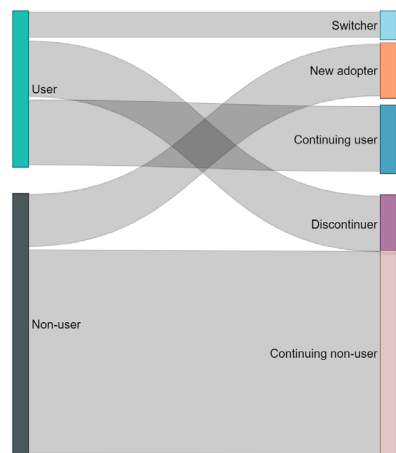 Switcher
New adopter
User
Continuing user
Discontinuer
Non-user
Continuing non-user